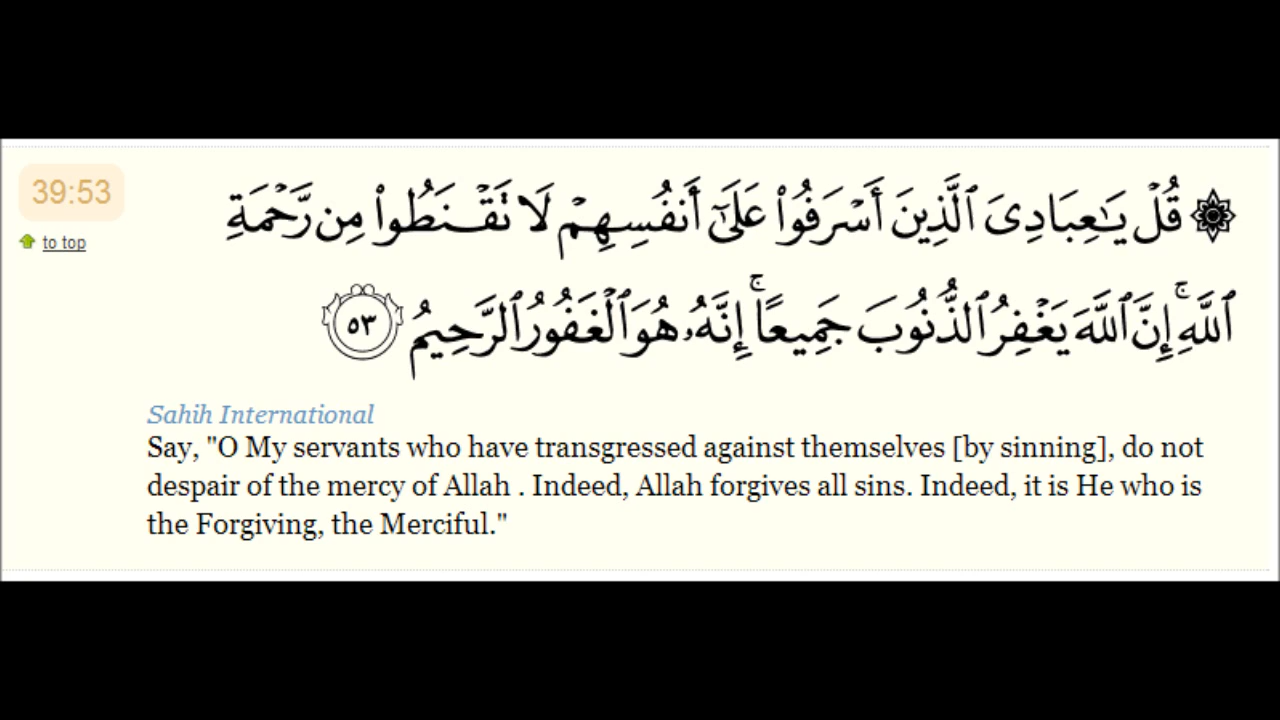 39:53
to top
۞ قُلْ يَـٰعِبَادِىَ ٱلَّذِينَ أَسْرَفُوا۟ عَلَىٰٓ أَنفُسِهِمْ لَا تَقْنَطُوا۟ مِن رَّحْمَةِ
ٱللَّهِ ۚ إِنَّ ٱللَّهَ يَغْفِرُ ٱلذُّنُوبَ جَمِيعًا ۚ إِنَّهُۥ هُوَ ٱلْغَفُورُ ٱلرَّحِيمُ ٥٣
Sahih International
Say, "O My servants who have transgressed against themselves [by sinning], do not
despair of the mercy of Allah . Indeed, Allah forgives all sins. Indeed, it is He who is
the Forgiving, the Merciful."